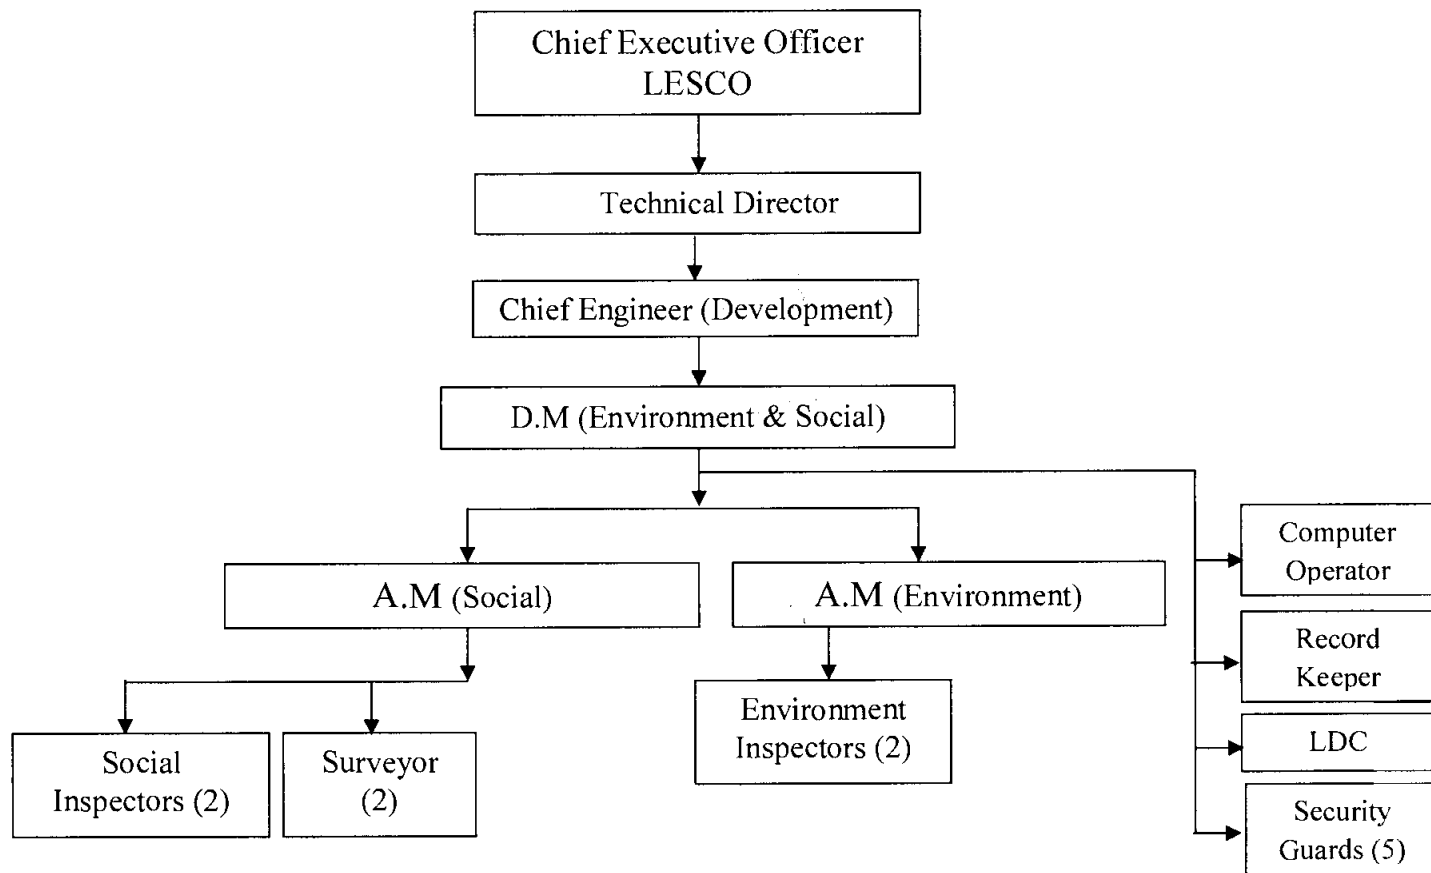 Chief Executive Officer
LESCO
Technical Director
Chief Engineer (Development)
D.M (Environment & Social)
A.M (Social)
A.M (Environment)
Computer
Operator
Record
Keeper
LDC
Security
Guards (5)
Social
Inspectors (2)
Surveyor
(2)
Environment
Inspectors (2)